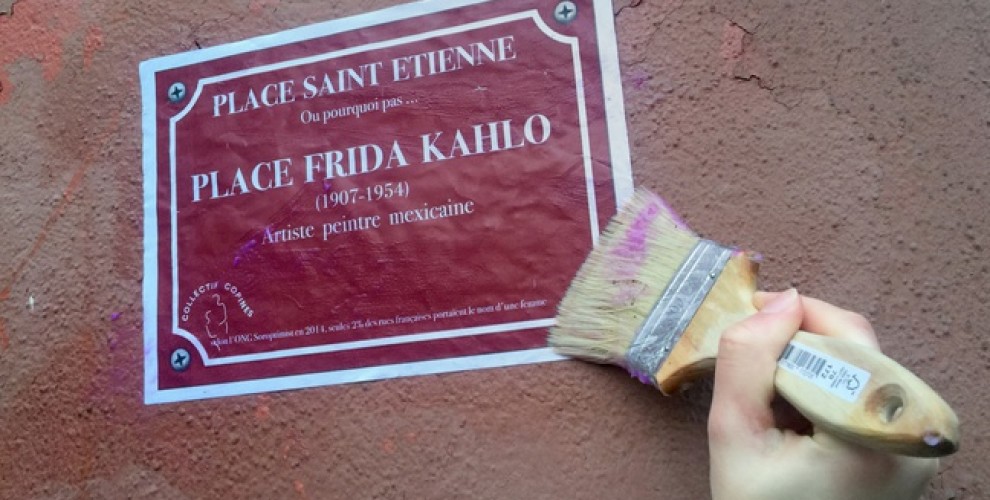 PLACE SAINT ETIENNE
Ou pourquoi pas ...
PLACE FRIDA KAHLO
(1907-1954)
Artiste peintre mexicaine
COLLECTIF COPINES
Selon l'ONG Soroptimist en 2014, seules 2% des rues françaises portaient le nom d'une femme